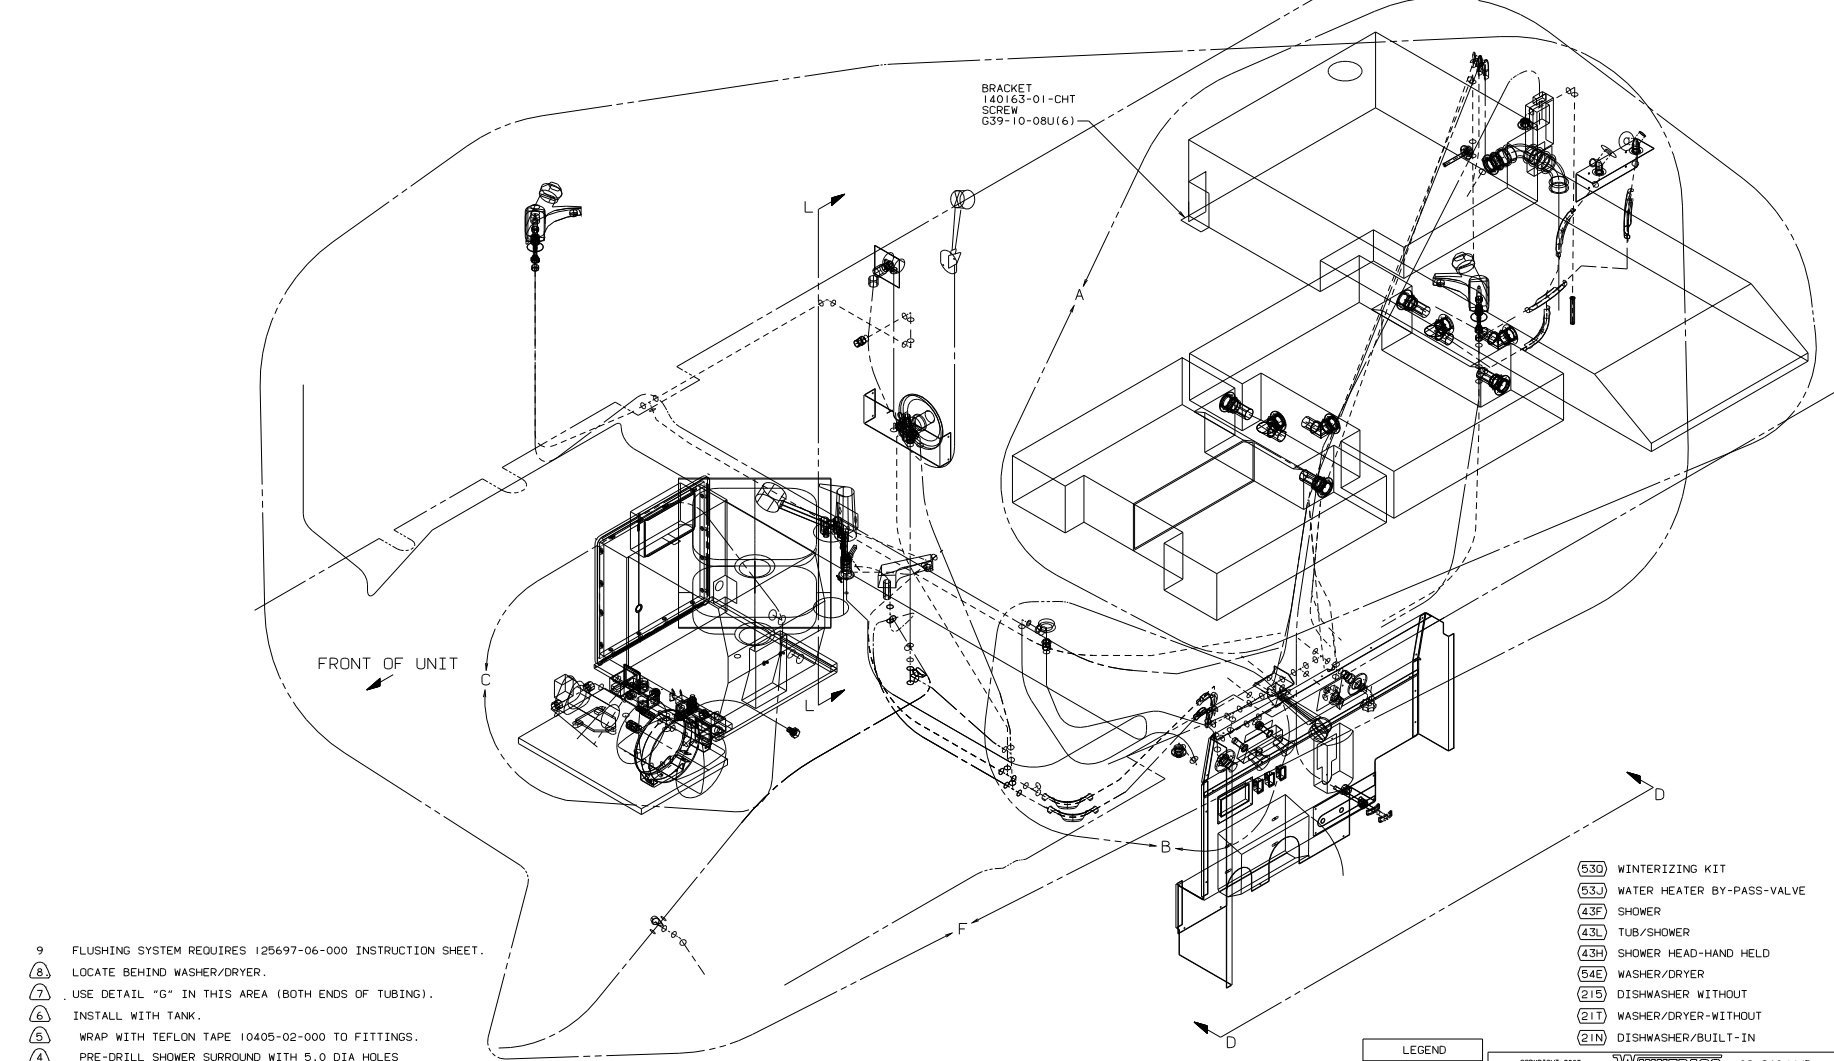 BRACKET
140163-01-CHT
SCREW
G39-10-08U(6)
L
A
FRONT OF UNIT
C
L
D
B
F
D
9 FLUSHING SYSTEM REQUIRES 125697-06-000 INSTRUCTION SHEET.
8 LOCATE BEHIND WASHER/DRYER.
7 USE DETAIL "G" IN THIS AREA (BOTH ENDS OF TUBING).
6 INSTALL WITH TANK.
5 WRAP WITH TEFLON TAPE 10405-02-000 TO FITTINGS.
4 PRE-DRILL SHOWER SURROUND WITH 5.0 DIA HOLES
530 WINTERIZING KIT
53J WATER HEATER BY-PASS-VALVE
43F SHOWER
43L TUB/SHOWER
43H SHOWER HEAD-HAND HELD
54E WASHER/DRYER
215 DISHWASHER WITHOUT
21T WASHER/DRYER-WITHOUT
21N DISHWASHER/BUILT-IN
LEGEND